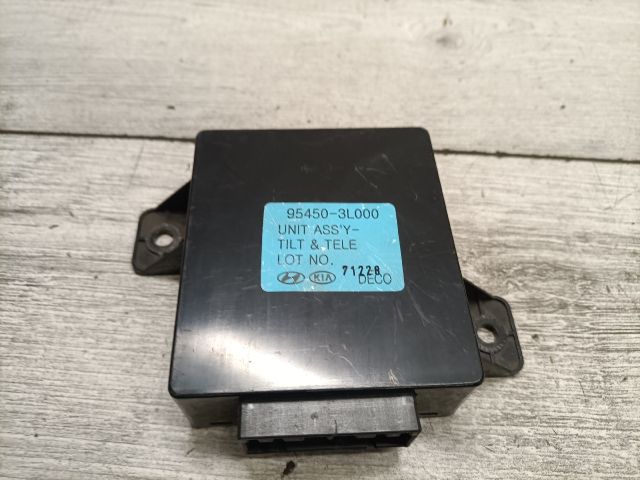 95450-3L000
UNIT ASS'Y-
TILT & TELE
LOT NO. 71228
KIA DECO